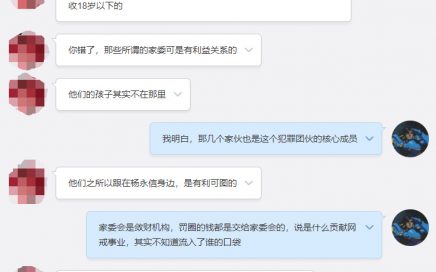 收18岁以下的
你错了，那些所谓的家委可是有利益关系的
他们的孩子其实不在那里
我明白，那几个家伙也是这个犯罪团伙的核心成员
他们之所以跟在杨永信身边，是有利可图的
家委会是敛财机构，罚圈的钱都是交给家委会的，说是什么贡献网
戒事业，其实不知道流入了谁的口袋